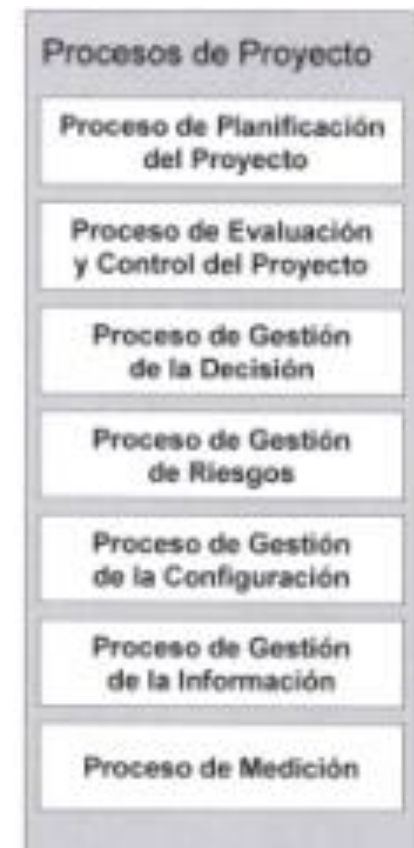 Procesos de Proyecto
Proceso de Planificación
del Proyecto
Proceso de Evaluación
y Control del Proyecto
Proceso de Gestión
de la Decisión
Proceso de Gestión
de Riesgos
Proceso de Gestión
de la Configuración
Proceso de Gestión
de la Información
Proceso de Medición